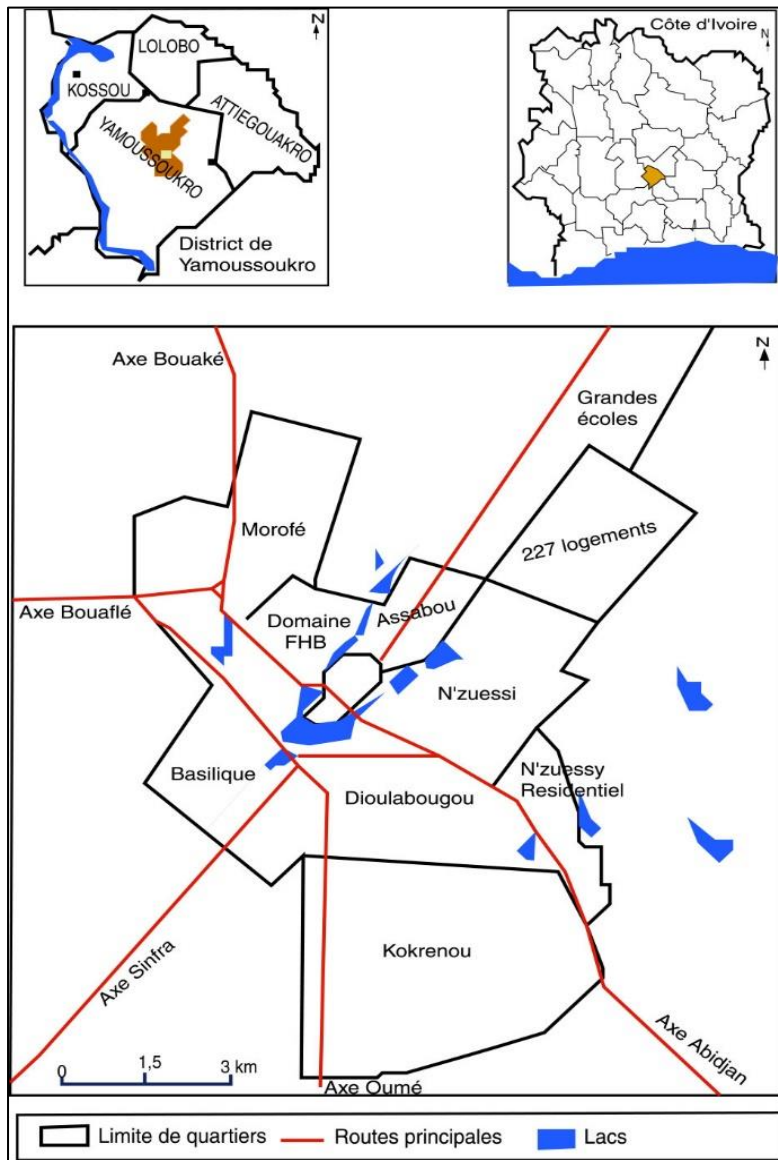 N
LOLOBO
KOSSOU
ATTIEGOUAKRO
YAMOUSSOUKRO
District de
Yamoussoukro
Côte d'Ivoire
N
Axe Bouaké
N
Grandes
écoles
Morofé
227 logements
Axe Bouaflé
Domaine
FHB
Assabou
N'zuessi
Basilique
N'zuessy
Residentiel
Dioulabougou
Kokrenou
Axe Sinfra
Axe Abidjan
0 1,5 3 km
Axe Oumé
Limite de quartiers Routes principales Lacs